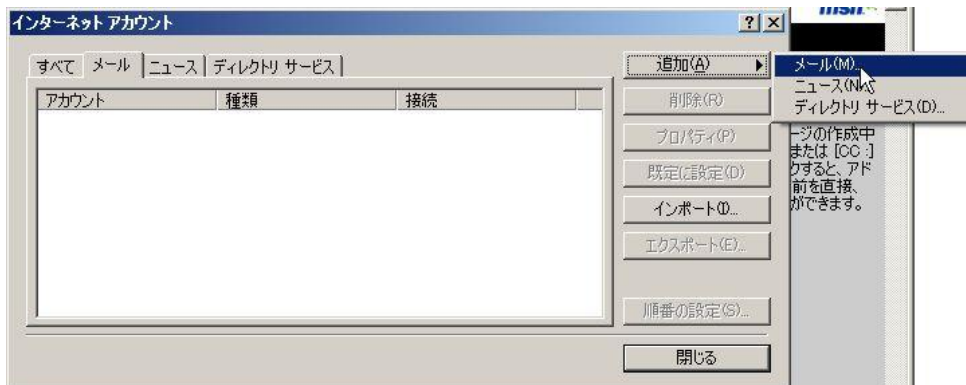 インターネット アカウント
msn
すべて メール ニュース ディレクトリ サービス
アカウント 種類 接続
追加(A)
削除(R)
プロパティ(P)
既定に設定(D)
インポート(I)...
エクスポート(E)...
順番の設定(S)...
閉じる
メール(M)...
ニュース(N)
ディレクトリ サービス(D)...
ージの作成中
または [CC :]
クすると、アド
前を直接、
ができます。